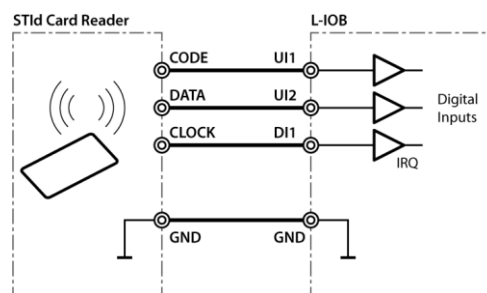 STId Card Reader
L-IOB
CODE UI1
DATA UI2
Digital
Inputs
CLOCK DI1
IRQ
GND GND